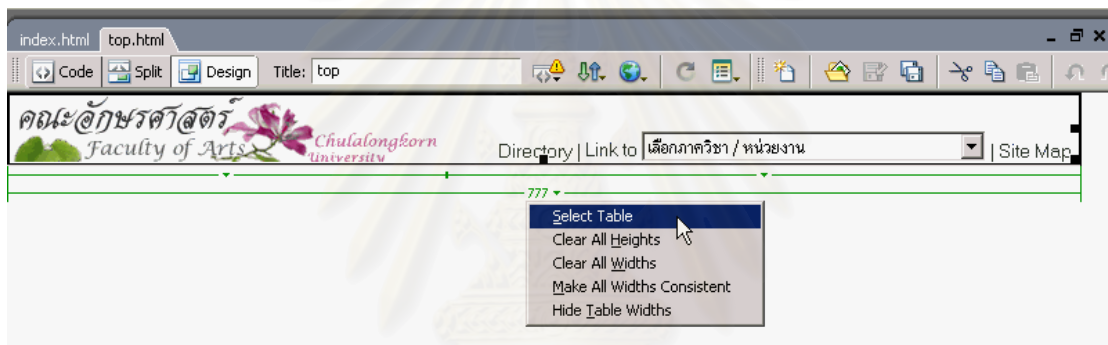 index.html top.html
Code Split Design Title: top
คณะอักษรศาสตร์
Faculty of Arts
Chulalongkorn
University
Directory | Link to เลือกภาควิชา / หน่วยงาน | Site Map
777
Select Table
Clear All Heights
Clear All Widths
Make All Widths Consistent
Hide Table Widths